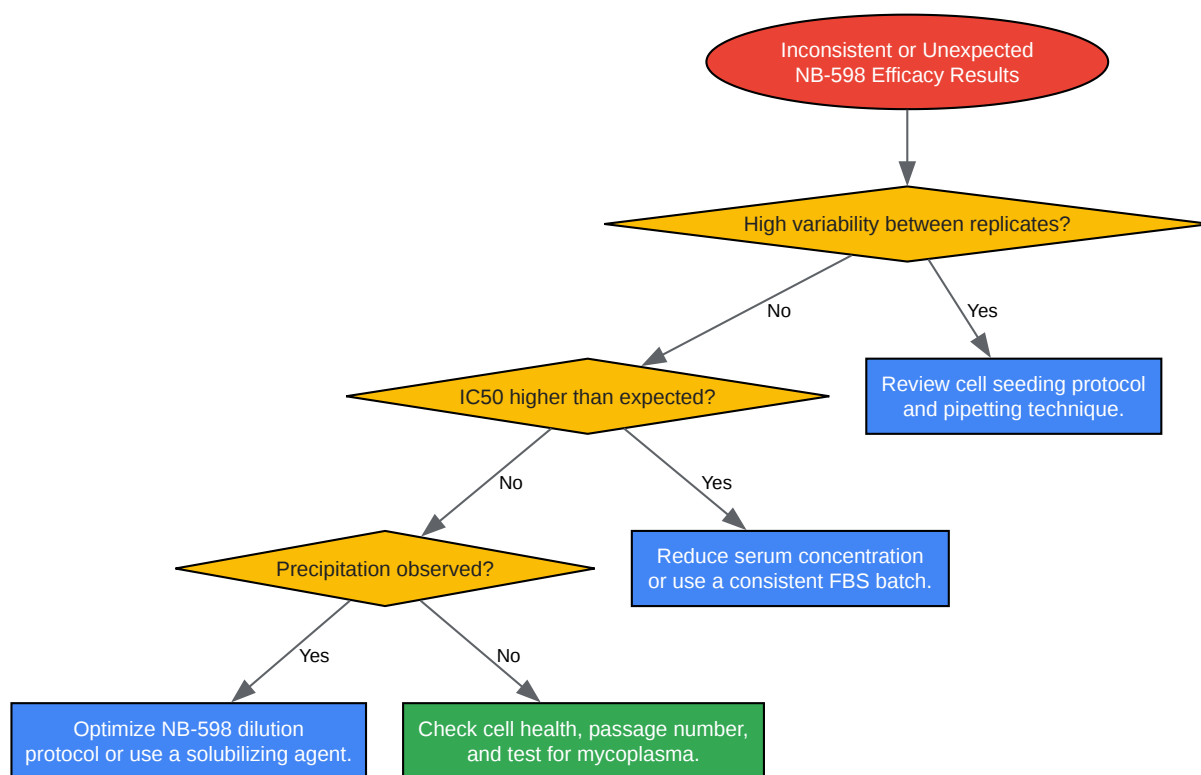 Inconsistent or Unexpected
NB-598 Efficacy Results
High variability between replicates?
No
Yes
IC50 higher than expected?
Review cell seeding protocol
and pipetting technique.
No
Yes
Precipitation observed?
Reduce serum concentration
or use a consistent FBS batch.
Yes
No
Optimize NB-598 dilution
protocol or use a solubilizing agent.
Check cell health, passage number,
and test for mycoplasma.